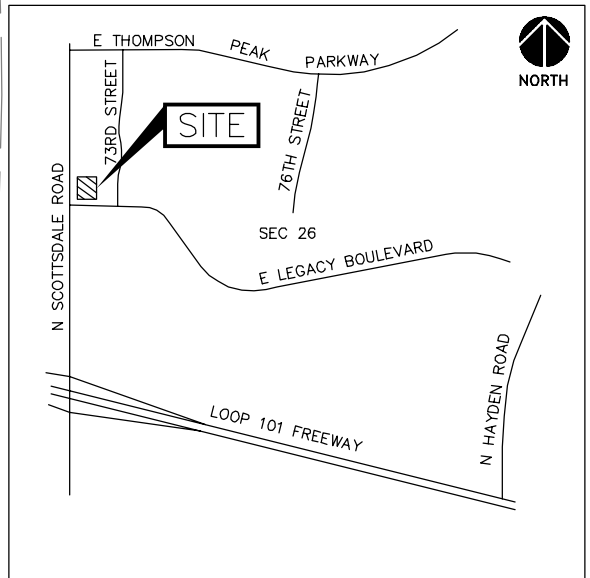 E THOMPSON PEAK PARKWAY
NORTH
73RD STREET
SITE
76TH STREET
N SCOTTSDALE ROAD
SEC 26
E LEGACY BOULEVARD
N HAYDEN ROAD
LOOP 101 FREEWAY